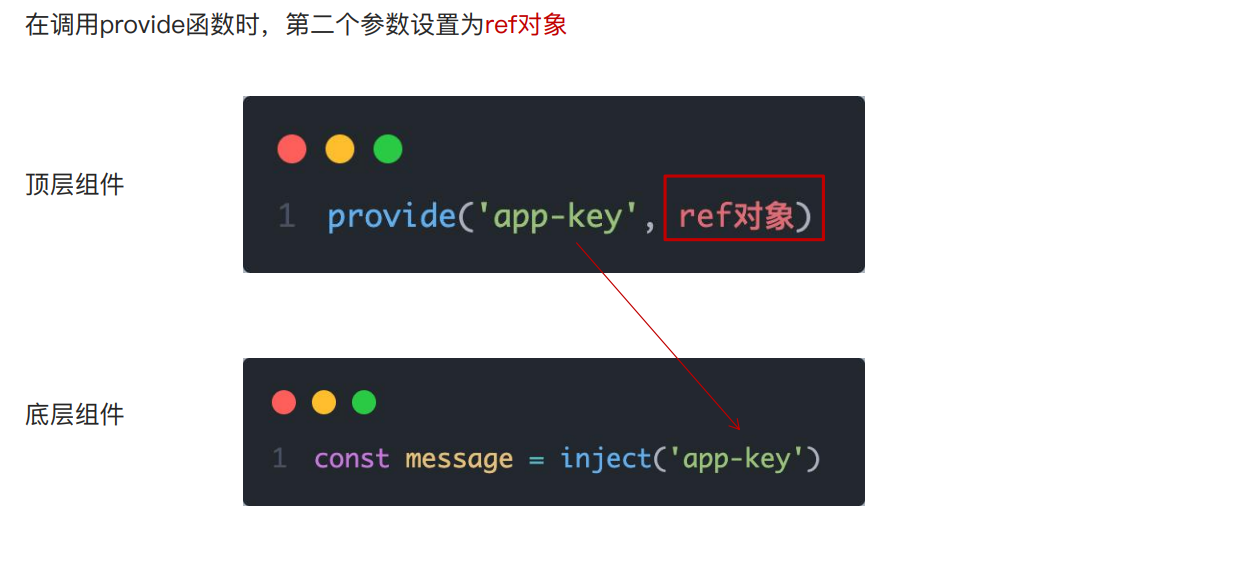 在调用provide函数时，第二个参数设置为ref对象
顶层组件
1 provide('app-key', ref对象)
底层组件
1 const message = inject('app-key')